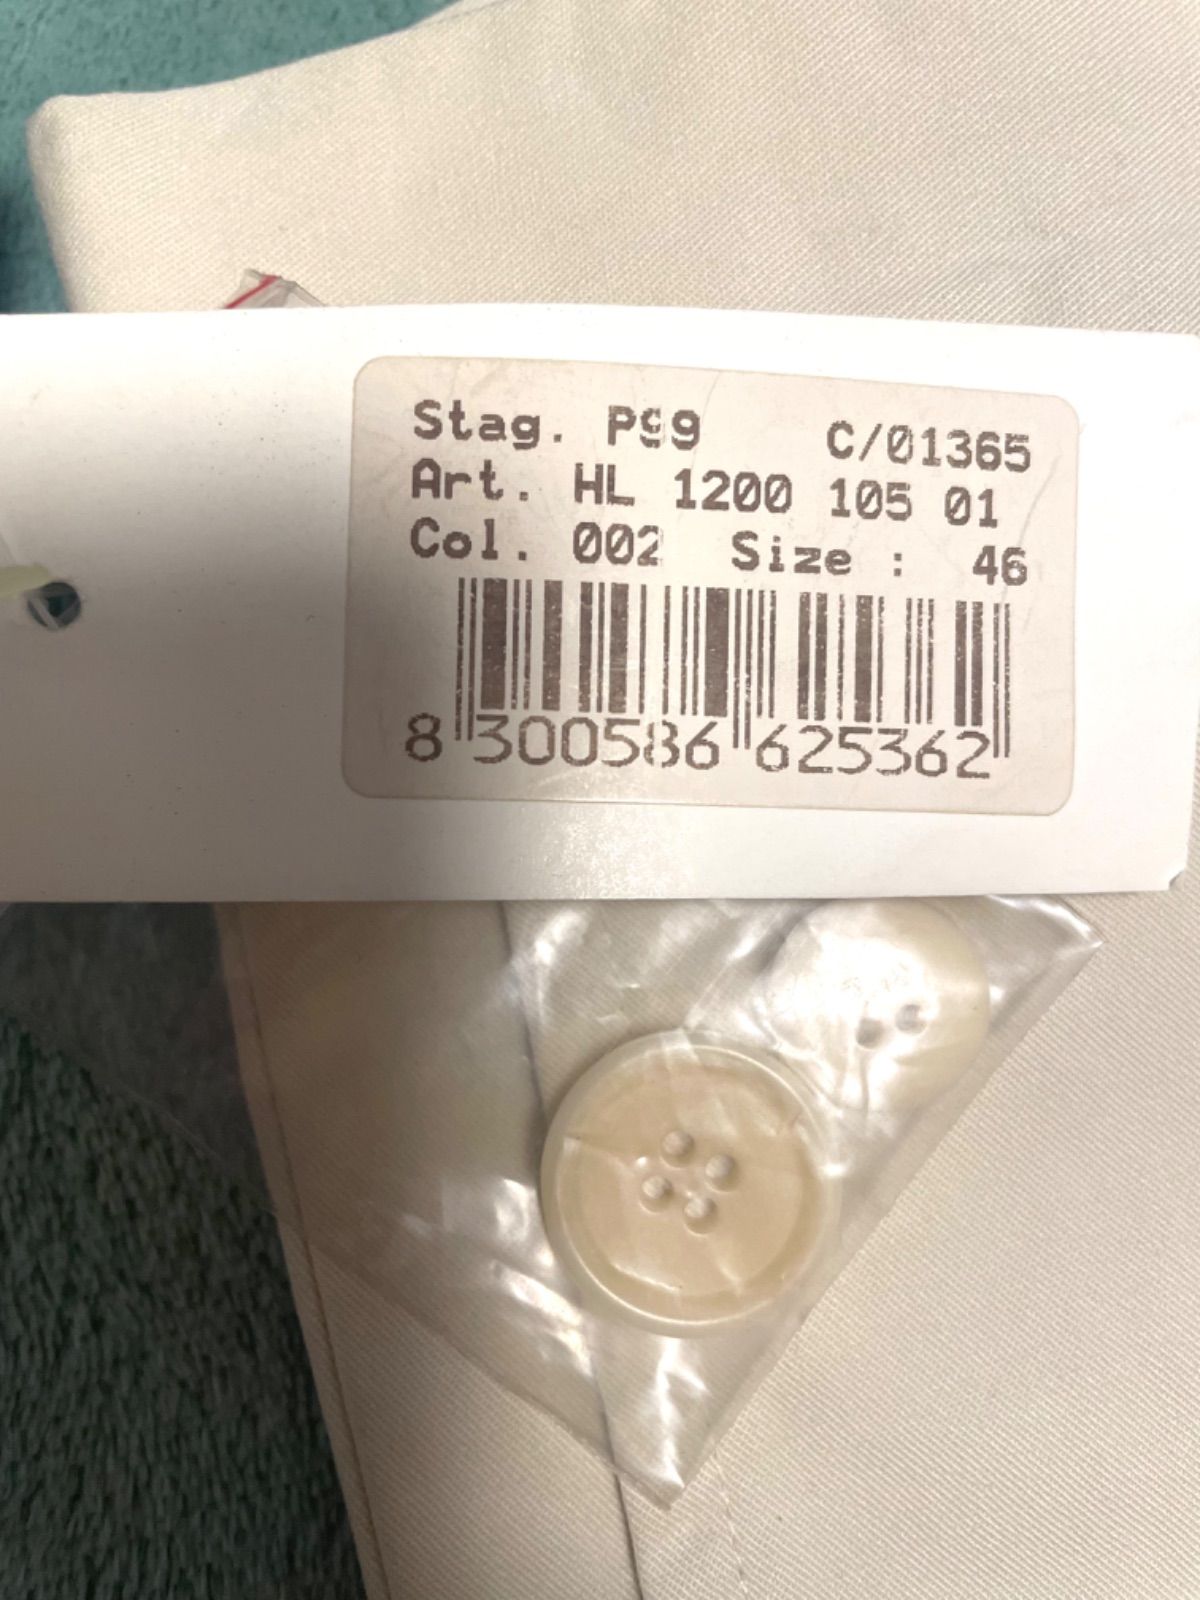 Stag. P99 C/01365
Art. HL 1200 105 01
Col. 002 Size : 46
8 300586 625362